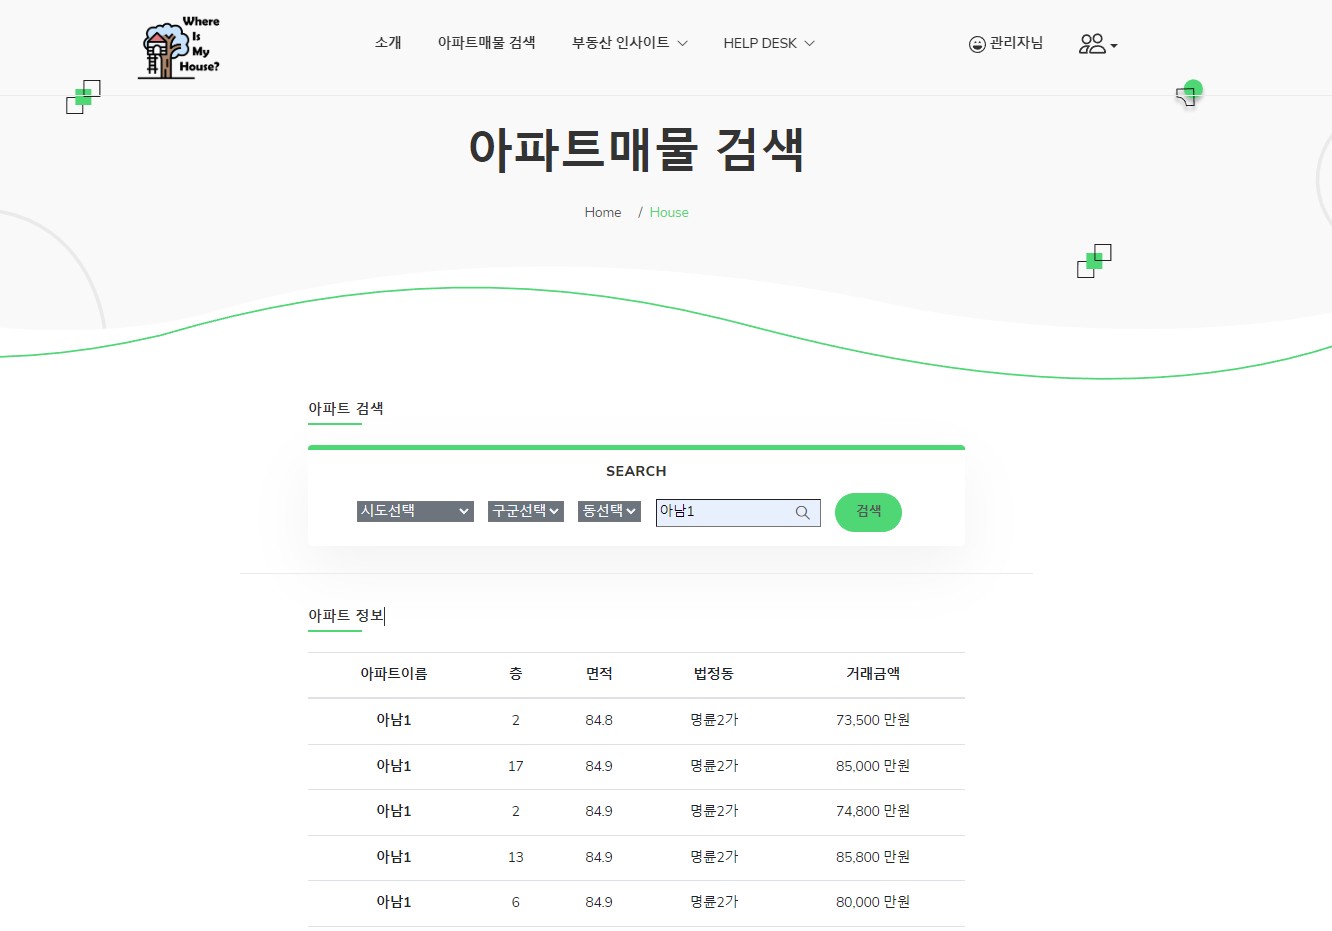 Where
Is
My
House?
소개 아파트매물 검색 부동산 인사이트 HELP DESK 관리자님
아파트매물 검색
Home / House
아파트 검색
SEARCH
시도선택 구군선택 동선택 아남1 검색
아파트 정보
아파트이름 층 면적 법정동 거래금액
아남1 2 84.8 명륜2가 73,500 만원
아남1 17 84.9 명륜2가 85,000 만원
아남1 2 84.9 명륜2가 74,800 만원
아남1 13 84.9 명륜2가 85,800 만원
아남1 6 84.9 명륜2가 80,000 만원